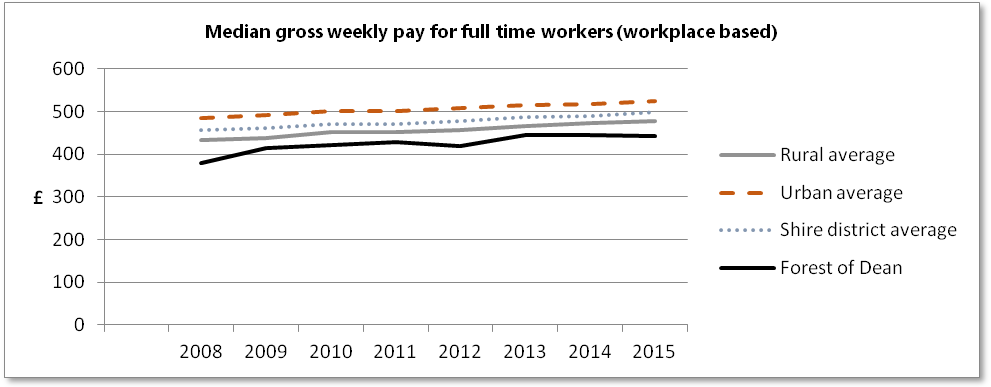 Median gross weekly pay for full time workers (workplace based)
600
500
400
£ 300
200
100
0
2008 2009 2010 2011 2012 2013 2014 2015
Rural average
Urban average
Shire district average
Forest of Dean